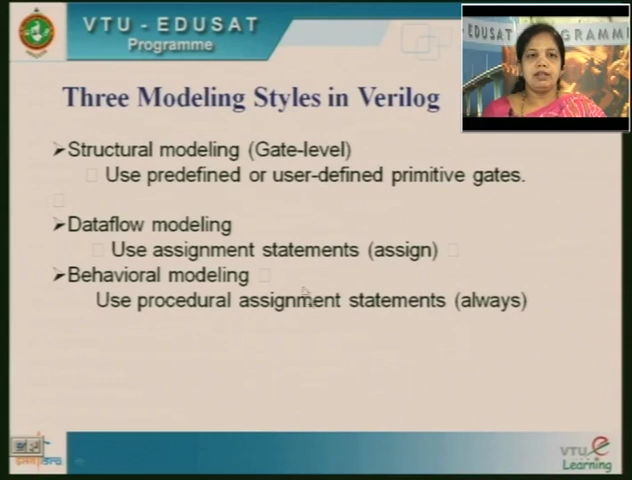 VTU - EDUSAT
Programme
EDUSAT PROGRAMM
Three Modeling Styles in Verilog
Structural modeling (Gate-level)
Use predefined or user-defined primitive gates.
Dataflow modeling
Use assignment statements (assign)
Behavioral modeling
Use procedural assignment statements (always)
VTU e
Learning